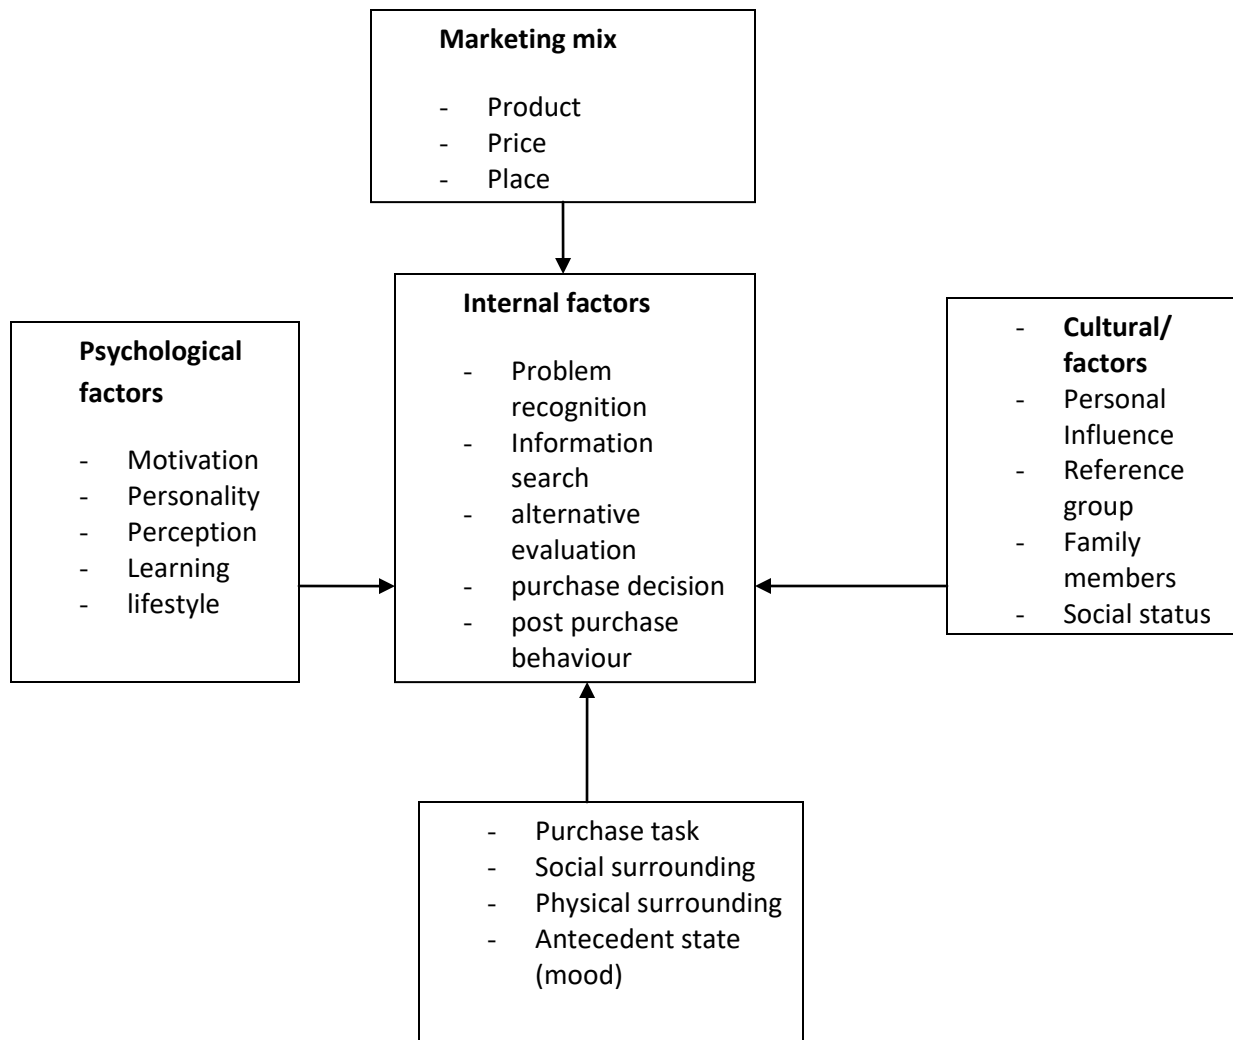 Marketing mix
- Product
- Price
- Place
Internal factors
- Problem
recognition
- Information
search
- alternative
evaluation
- purchase decision
- post purchase
behaviour
Psychological
factors
- Motivation
- Personality
- Perception
- Learning
- lifestyle
- Cultural/
factors
- Personal
Influence
- Reference
group
- Family
members
- Social status
- Purchase task
- Social surrounding
- Physical surrounding
- Antecedent state
(mood)